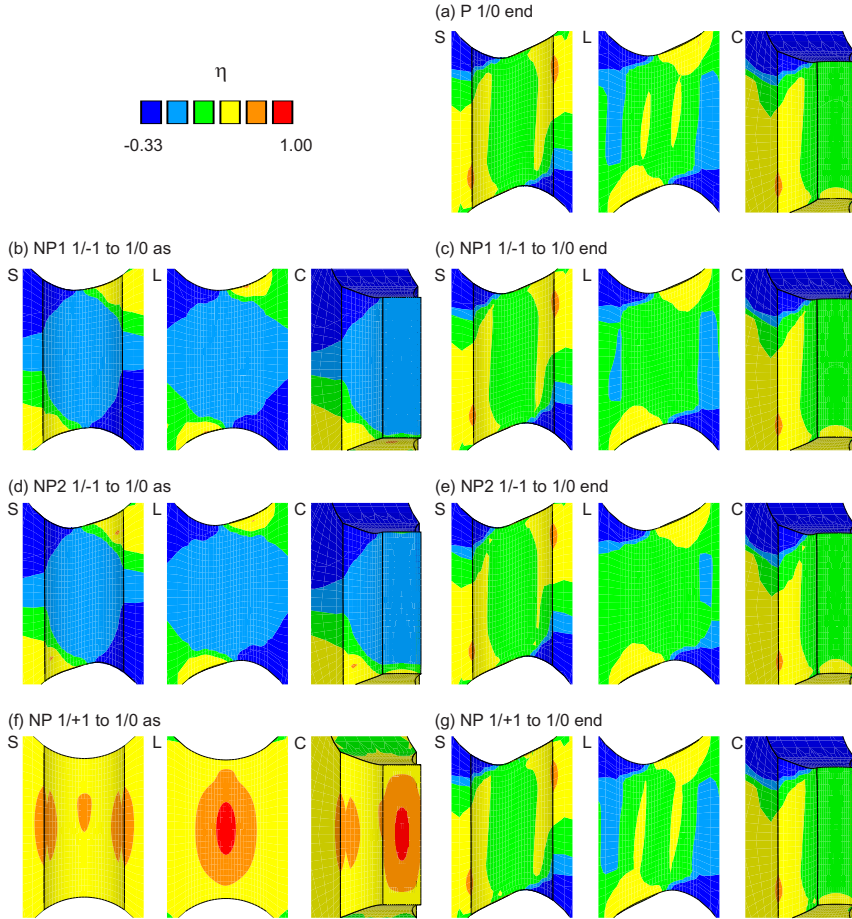 (a) P 1/0 end
S L C
η
-0.33 1.00
(b) NP1 1/-1 to 1/0 as
S L C
(c) NP1 1/-1 to 1/0 end
S L C
(d) NP2 1/-1 to 1/0 as
S L C
(e) NP2 1/-1 to 1/0 end
S L C
(f) NP 1/+1 to 1/0 as
S L C
(g) NP 1/+1 to 1/0 end
S L C